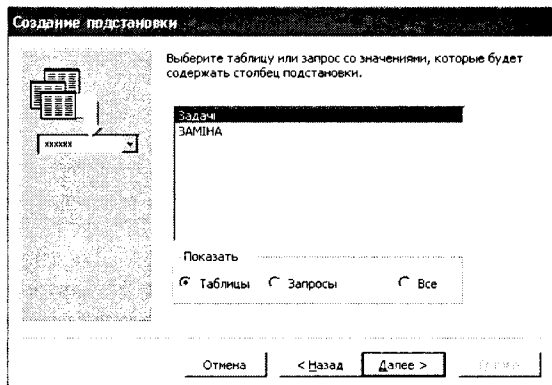 Создание подстановки
Выберите таблицу или запрос со значениями, которые будет
содержать столбец подстановки.
xxxxxx
Задачі
ЗАМІНА
Показать
Таблицы Запросы Все
Отмена < Назад Далее >